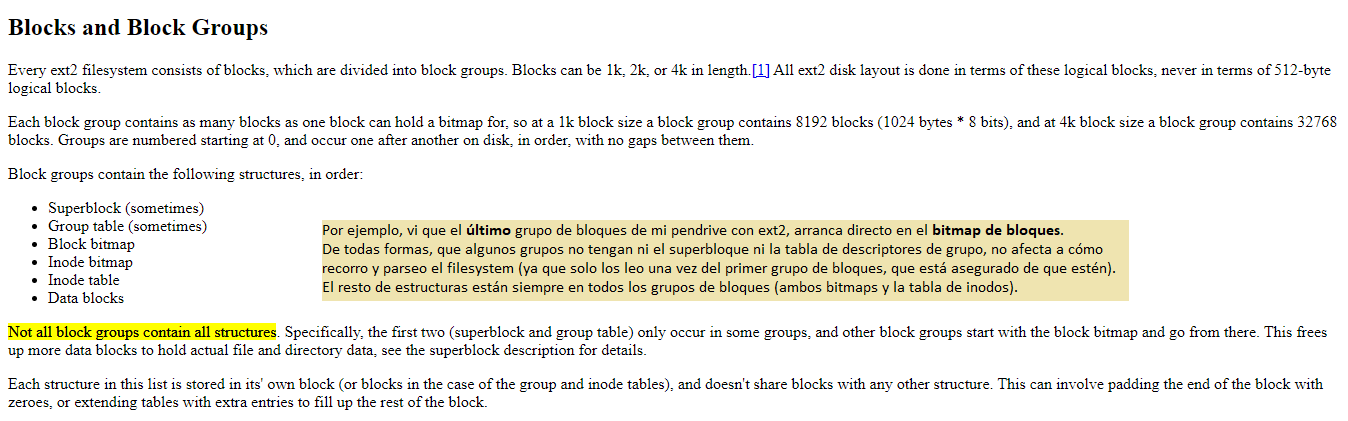 Blocks and Block Groups
Every ext2 filesystem consists of blocks, which are divided into block groups. Blocks can be 1k, 2k, or 4k in length.[1] All ext2 disk layout is done in terms of these logical blocks, never in terms of 512-byte
logical blocks.
Each block group contains as many blocks as one block can hold a bitmap for, so at a 1k block size a block group contains 8192 blocks (1024 bytes * 8 bits), and at 4k block size a block group contains 32768
blocks. Groups are numbered starting at 0, and occur one after another on disk, in order, with no gaps between them.
Block groups contain the following structures, in order:
• Superblock (sometimes)
• Group table (sometimes)
• Block bitmap
• Inode bitmap
• Inode table
• Data blocks
Por ejemplo, vi que el último grupo de bloques de mi pendrive con ext2, arranca directo en el bitmap de bloques.
De todas formas, que algunos grupos no tengan ni el superbloque ni la tabla de descriptores de grupo, no afecta a cómo
recorro y parseo el filesystem (ya que solo los leo una vez del primer grupo de bloques, que está asegurado de que estén).
El resto de estructuras están siempre en todos los grupos de bloques (ambos bitmaps y la tabla de inodos).
Not all block groups contain all structures. Specifically, the first two (superblock and group table) only occur in some groups, and other block groups start with the block bitmap and go from there. This frees
up more data blocks to hold actual file and directory data, see the superblock description for details.
Each structure in this list is stored in its' own block (or blocks in the case of the group and inode tables), and doesn't share blocks with any other structure. This can involve padding the end of the block with
zeroes, or extending tables with extra entries to fill up the rest of the block.